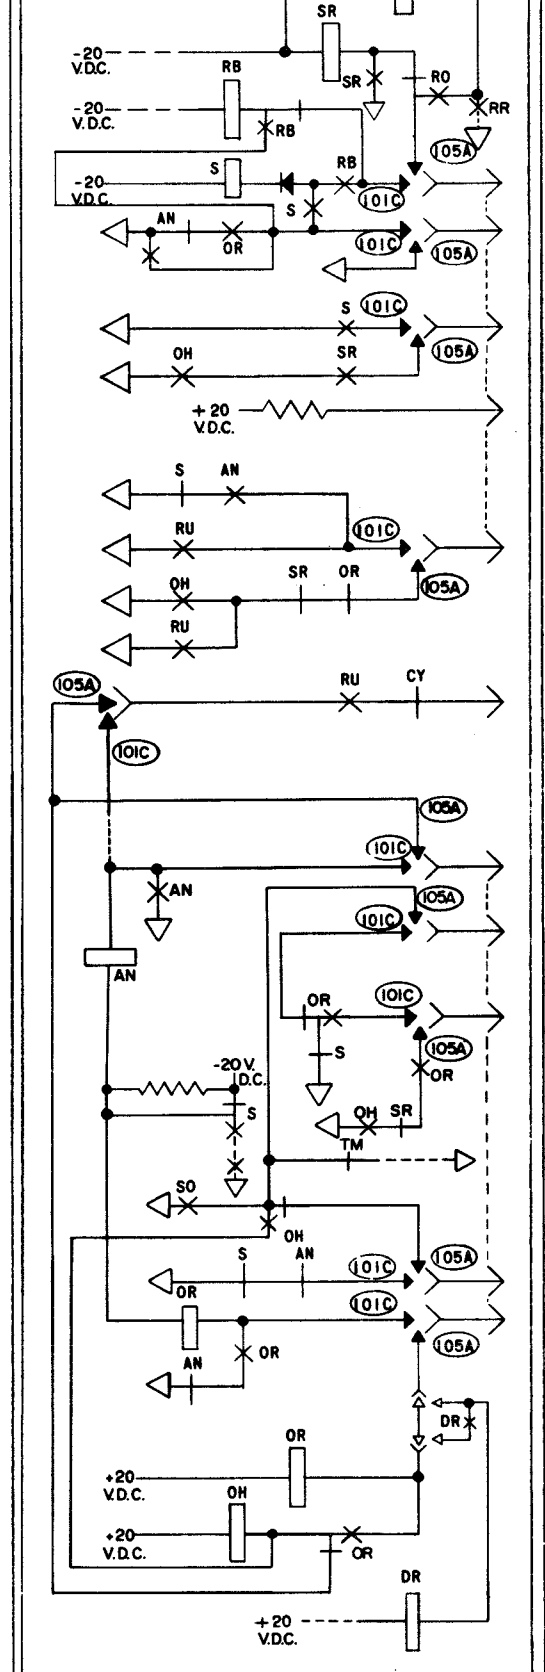 SR
-20
V.D.C.
SR
RO
RB
RR
-20
V.D.C.
RB
105A
S
RB
-20
V.D.C.
101C
S
AN
OR
101C
105A
S
101C
105A
OH
SR
+20
V.D.C.
S
AN
RU
101C
OH
SR
OR
105A
RU
105A
RU
CY
101C
105A
101C
AN
105A
101C
AN
OR
101C
-20V.
D.C.
S
105A
S
OR
OH
SR
TM
SO
OH
S
AN
101C
105A
OR
101C
AN
OR
105A
DR
OR
+20
V.D.C.
OH
+20
V.D.C.
OR
DR
+20
V.D.C.